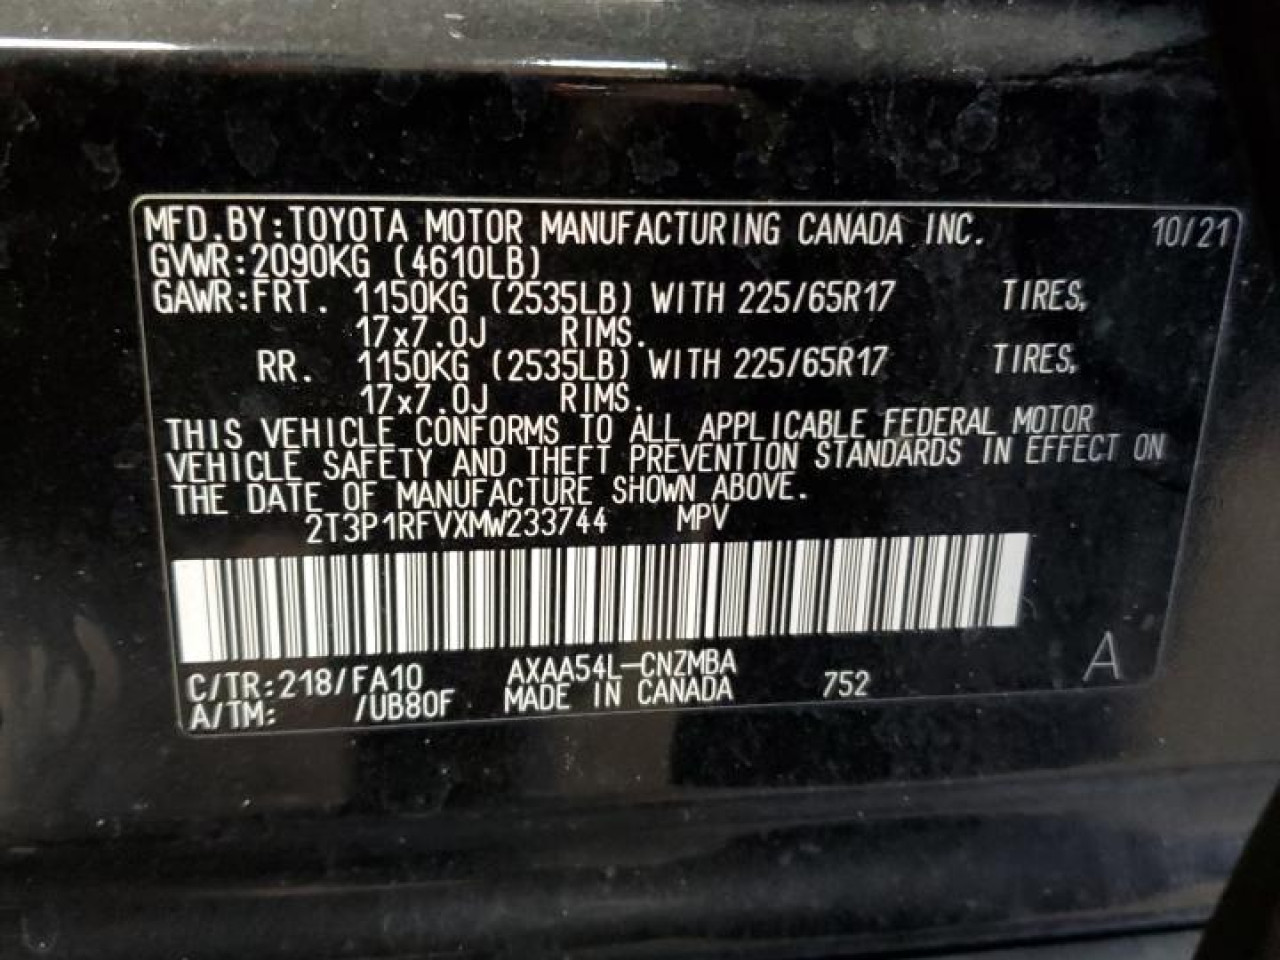 MFD.BY:TOYOTA MOTOR MANUFACTURING CANADA INC. 10/21
GVWR:2090KG (4610LB)
GAWR:FRT. 1150KG (2535LB) WITH 225/65R17 TIRES,
17x7.0J RIMS.
RR. 1150KG (2535LB) WITH 225/65R17 TIRES,
17x7.0J RIMS.
THIS VEHICLE CONFORMS TO ALL APPLICABLE FEDERAL MOTOR
VEHICLE SAFETY AND THEFT PREVENTION STANDARDS IN EFFECT ON
THE DATE OF MANUFACTURE SHOWN ABOVE.
2T3P1RFVXMW233744 MPV
C/TR:218/FA10 AXAA54L-CNZMBA 752 A
A/TM: /UB80F MADE IN CANADA